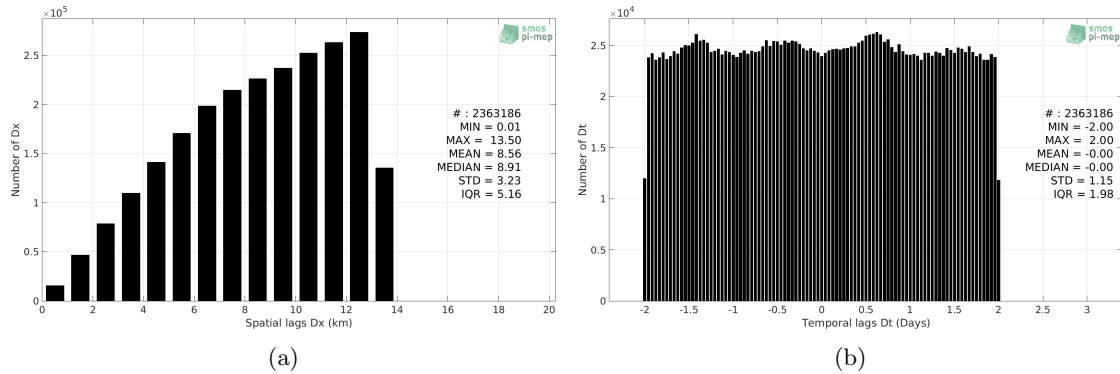 ×10⁵
2.5
2
1.5
1
0.5
0
Number of Dx
0 2 4 6 8 10 12 14 16 18 20
Spatial lags Dx (km)
smos
pi-mep
# : 2363186
MIN = 0.01
MAX = 13.50
MEAN = 8.56
MEDIAN = 8.91
STD = 3.23
IQR = 5.16
(a)
×10⁴
2.5
2
1.5
1
0.5
0
Number of Dt
-2 -1.5 -1 -0.5 0 0.5 1 1.5 2 2.5 3
Temporal lags Dt (Days)
smos
pi-mep
# : 2363186
MIN = -2.00
MAX = 2.00
MEAN = -0.00
MEDIAN = -0.00
STD = 1.15
IQR = 1.98
(b)